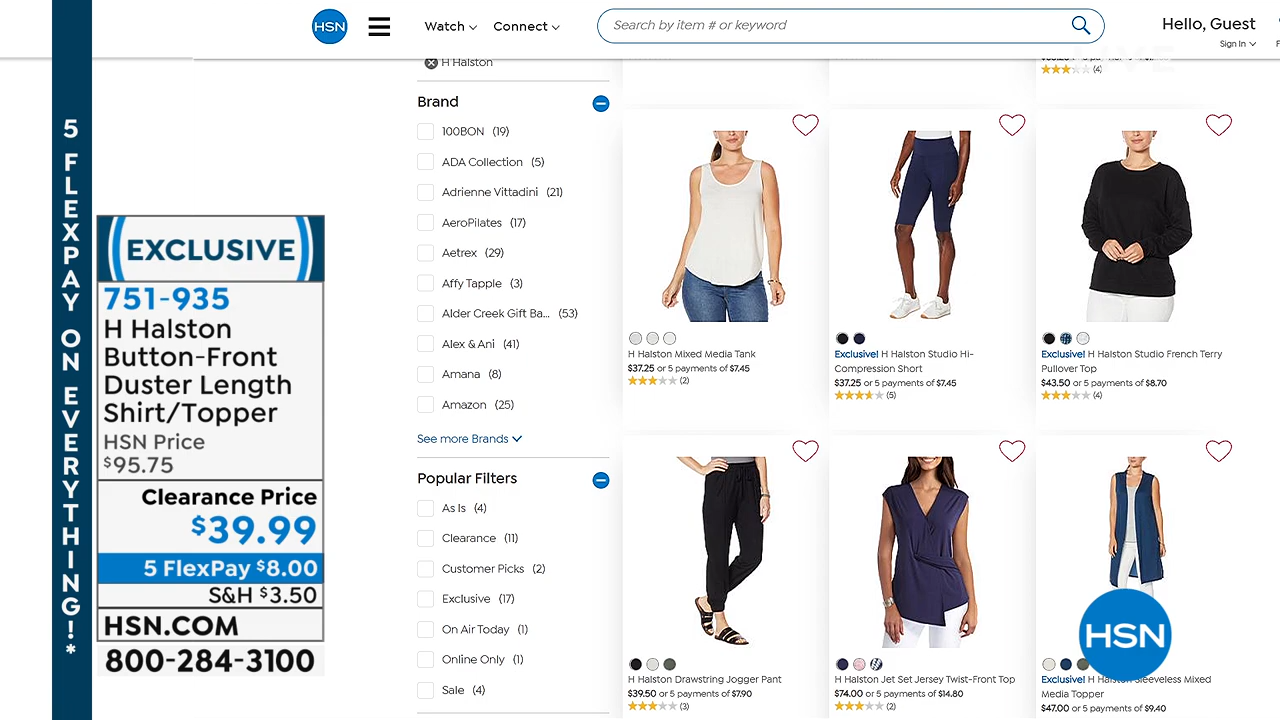 HSN
Watch
Connect
Search by item # or keyword
Hello, Guest
Sign In
H Halston
(4)
5 FLEXPAY ON EVERYTHING!*
EXCLUSIVE
751-935
H Halston
Button-Front
Duster Length
Shirt/Topper
HSN Price
$95.75
Clearance Price
$39.99
5 FlexPay $8.00
S&H $3.50
HSN.COM
800-284-3100
Brand
100BON (19)
ADA Collection (5)
Adrienne Vittadini (21)
AeroPilates (17)
Aetrex (29)
Affy Tapple (3)
Alder Creek Gift Ba... (53)
Alex & Ani (41)
Amana (8)
Amazon (25)
See more Brands
Popular Filters
As Is (4)
Clearance (11)
Customer Picks (2)
Exclusive (17)
On Air Today (1)
Online Only (1)
Sale (4)
H Halston Mixed Media Tank
$37.25 or 5 payments of $7.45
(2)
Exclusive! H Halston Studio Hi-
Compression Short
$37.25 or 5 payments of $7.45
(5)
Exclusive! H Halston Studio French Terry
Pullover Top
$43.50 or 5 payments of $8.70
(4)
H Halston Drawstring Jogger Pant
$39.50 or 5 payments of $7.90
(3)
H Halston Jet Set Jersey Twist-Front Top
$74.00 or 5 payments of $14.80
(2)
Exclusive! H Halston Sleeveless Mixed
Media Topper
$47.00 or 5 payments of $9.40
HSN